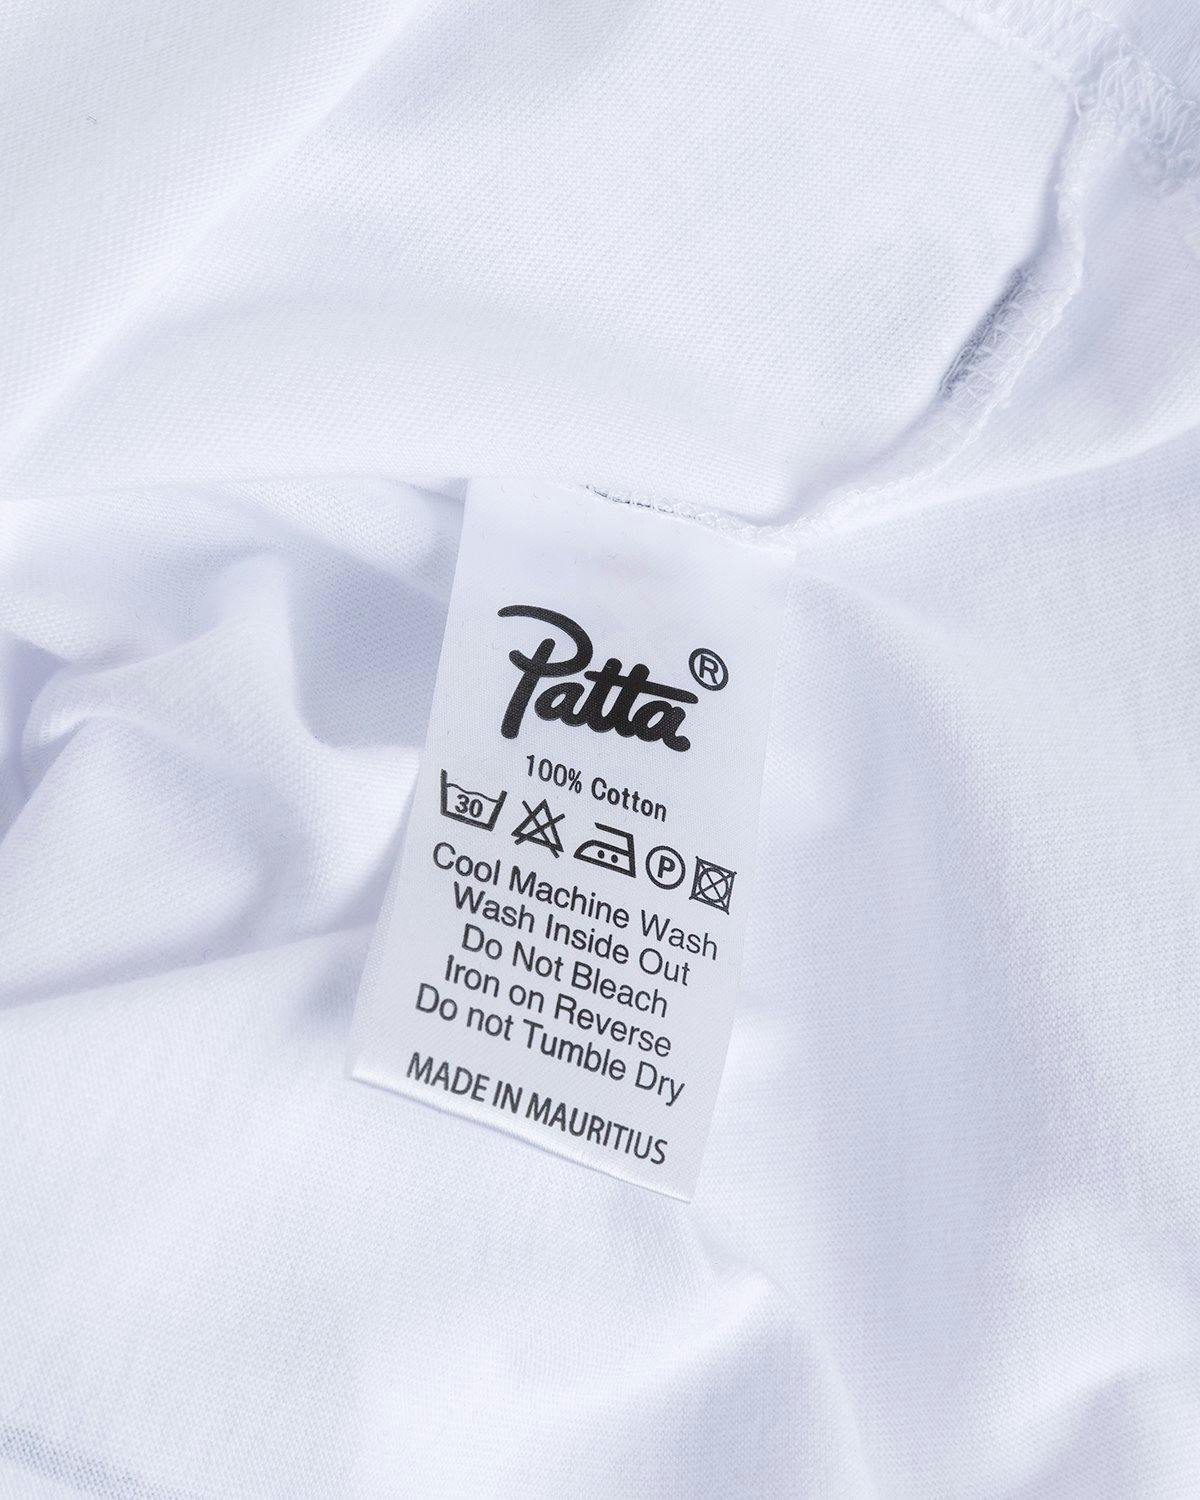 Patta®
100% Cotton
30 P
Cool Machine Wash
Wash Inside Out
Do Not Bleach
Iron on Reverse
Do not Tumble Dry
MADE IN MAURITIUS